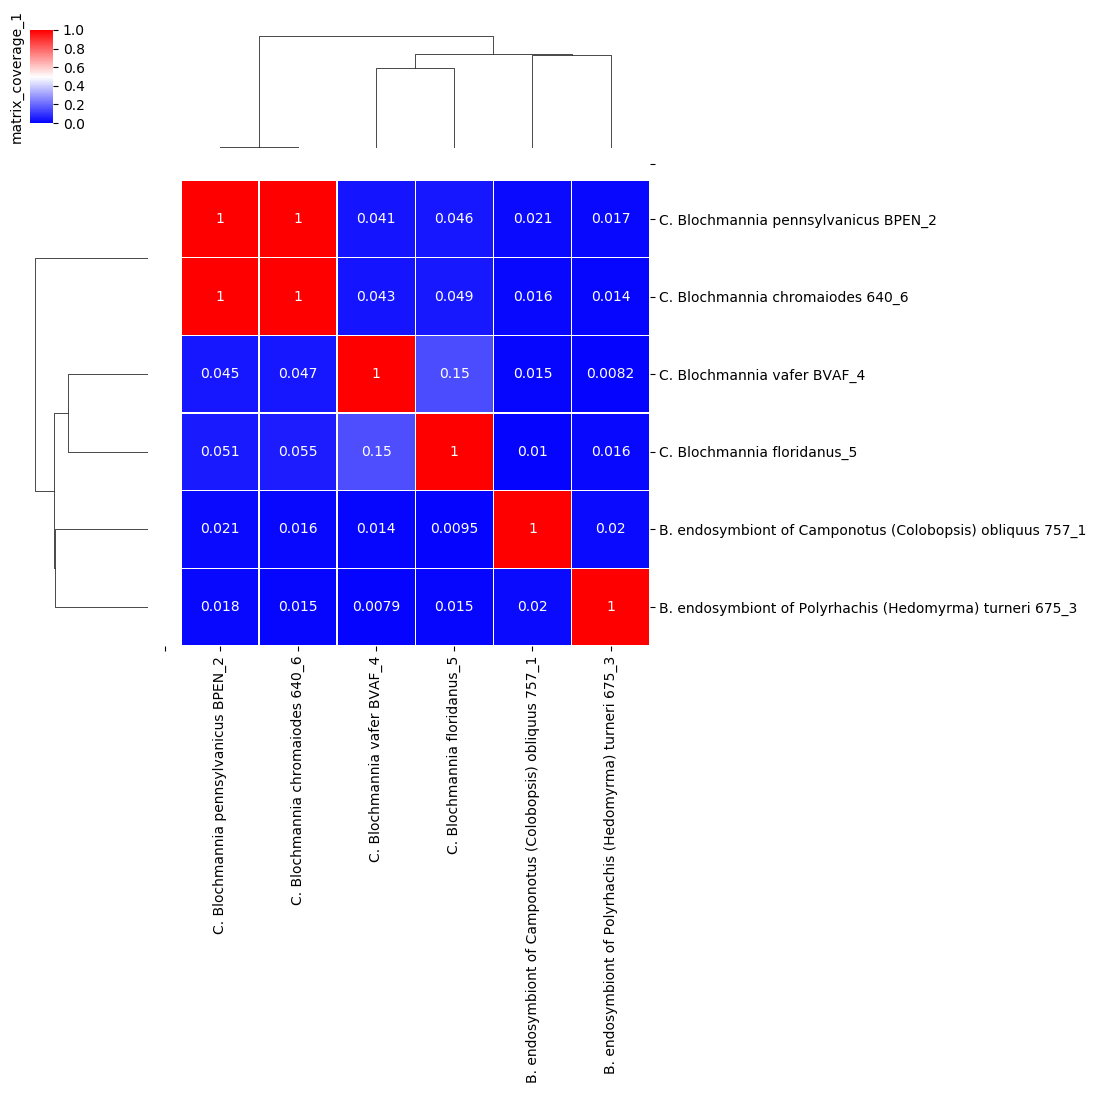 matrix_coverage_1
1.0
0.8
0.6
0.4
0.2
0.0
1 1 0.041 0.046 0.021 0.017 C. Blochmannia pennsylvanicus BPEN_2
1 1 0.043 0.049 0.016 0.014 C. Blochmannia chromaiodes 640_6
0.045 0.047 1 0.15 0.015 0.0082 C. Blochmannia vafer BVAF_4
0.051 0.055 0.15 1 0.01 0.016 C. Blochmannia floridanus_5
0.021 0.016 0.014 0.0095 1 0.02 B. endosymbiont of Camponotus (Colobopsis) obliquus 757_1
0.018 0.015 0.0079 0.015 0.02 1 B. endosymbiont of Polyrhachis (Hedomyrma) turneri 675_3
C. Blochmannia pennsylvanicus BPEN_2
C. Blochmannia chromaiodes 640_6
C. Blochmannia vafer BVAF_4
C. Blochmannia floridanus_5
B. endosymbiont of Camponotus (Colobopsis) obliquus 757_1
B. endosymbiont of Polyrhachis (Hedomyrma) turneri 675_3